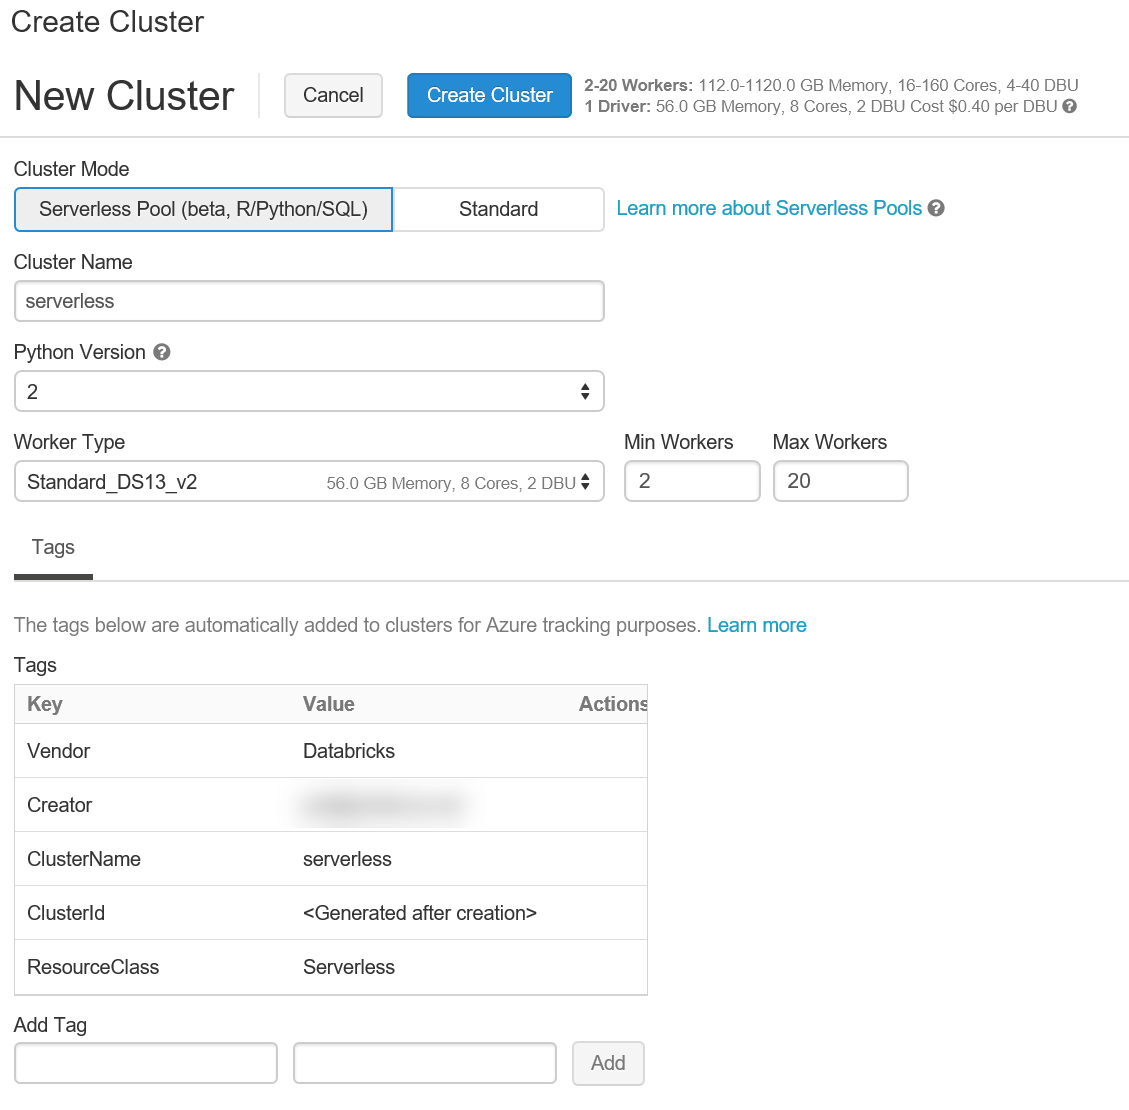 Create Cluster
New Cluster
Cancel
Create Cluster
2-20 Workers: 112.0-1120.0 GB Memory, 16-160 Cores, 4-40 DBU
1 Driver: 56.0 GB Memory, 8 Cores, 2 DBU Cost $0.40 per DBU ?
Cluster Mode
Serverless Pool (beta, R/Python/SQL) Standard Learn more about Serverless Pools ?
Cluster Name
serverless
Python Version ?
2
Worker Type Min Workers Max Workers
Standard_DS13_v2 56.0 GB Memory, 8 Cores, 2 DBU 2 20
Tags
The tags below are automatically added to clusters for Azure tracking purposes. Learn more
Tags
Key Value Actions
Vendor Databricks
Creator
ClusterName serverless
ClusterId <Generated after creation>
ResourceClass Serverless
Add Tag
Add